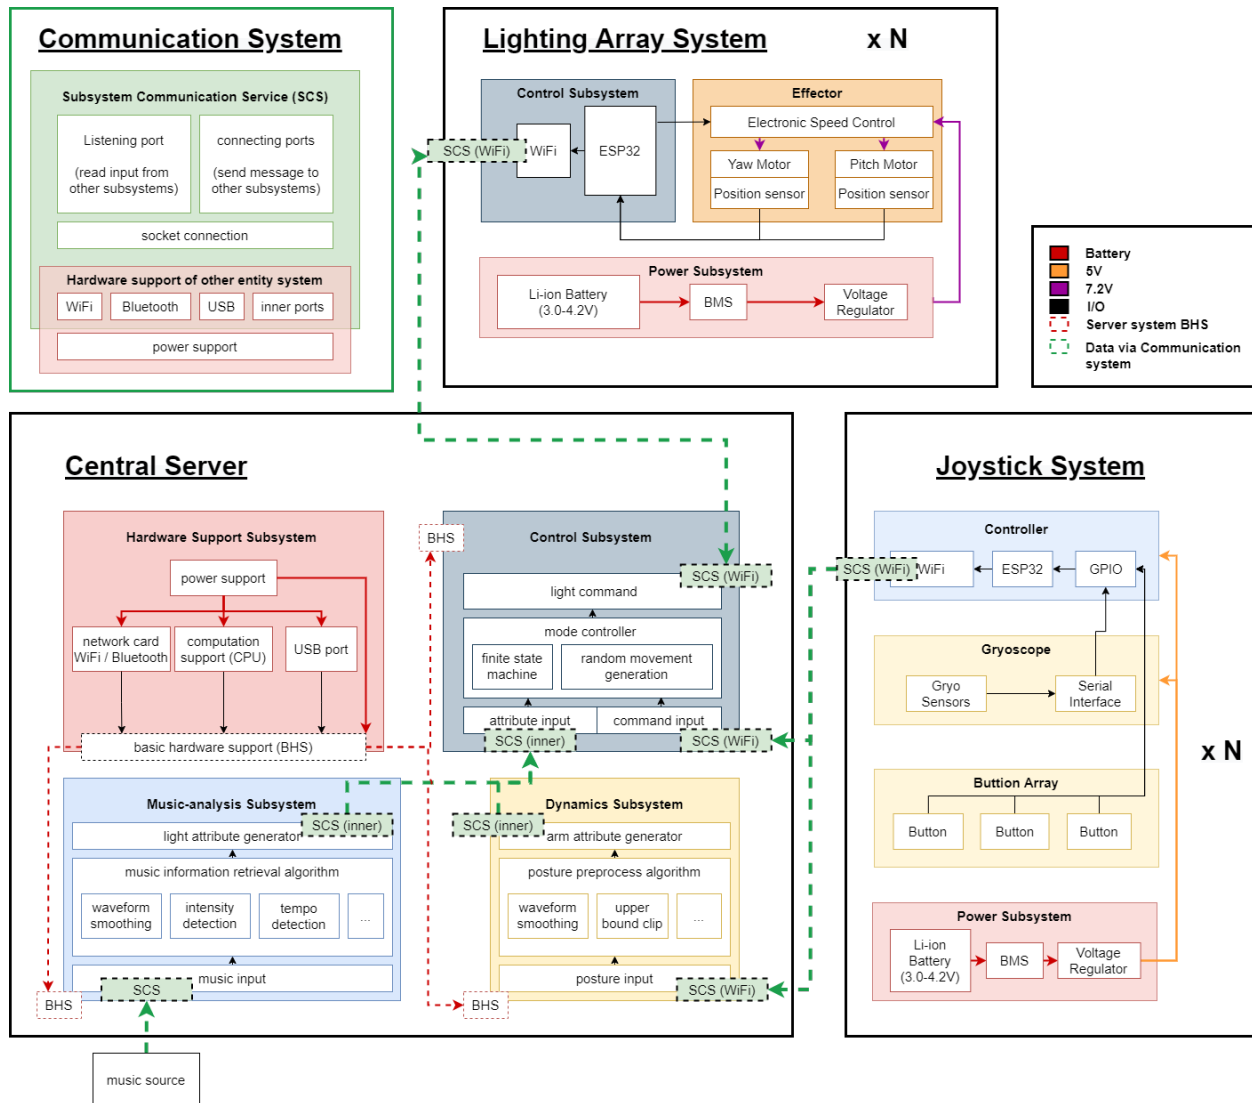 Communication System
Subsystem Communication Service (SCS)
Listening port
(read input from
other subsystems)
connecting ports
(send message to
other subsystems)
socket connection
Hardware support of other entity system
WiFi
Bluetooth
USB
inner ports
power support
Lighting Array System
x N
Control Subsystem
SCS (WiFi)
WiFi
ESP32
Effector
Electronic Speed Control
Yaw Motor
Position sensor
Pitch Motor
Position sensor
Power Subsystem
Li-ion Battery
(3.0-4.2V)
BMS
Voltage
Regulator
Battery
5V
7.2V
I/O
Server system BHS
Data via Communication
system
Central Server
Hardware Support Subsystem
power support
network card
WiFi / Bluetooth
computation
support (CPU)
USB port
basic hardware support (BHS)
BHS
Control Subsystem
SCS (WiFi)
light command
mode controller
finite state
machine
random movement
generation
attribute input
command input
SCS (inner)
SCS (WiFi)
Music-analysis Subsystem
SCS (inner)
light attribute generator
music information retrieval algorithm
waveform
smoothing
intensity
detection
tempo
detection
...
music input
SCS
BHS
Dynamics Subsystem
SCS (inner)
arm attribute generator
posture preprocess algorithm
waveform
smoothing
upper
bound clip
...
posture input
SCS (WiFi)
BHS
music source
Joystick System
Controller
SCS (WiFi)
WiFi
ESP32
GPIO
Gryoscope
Gryo
Sensors
Serial
Interface
x N
Buttion Array
Button
Button
Button
Power Subsystem
Li-ion
Battery
(3.0-4.2V)
BMS
Voltage
Regulator